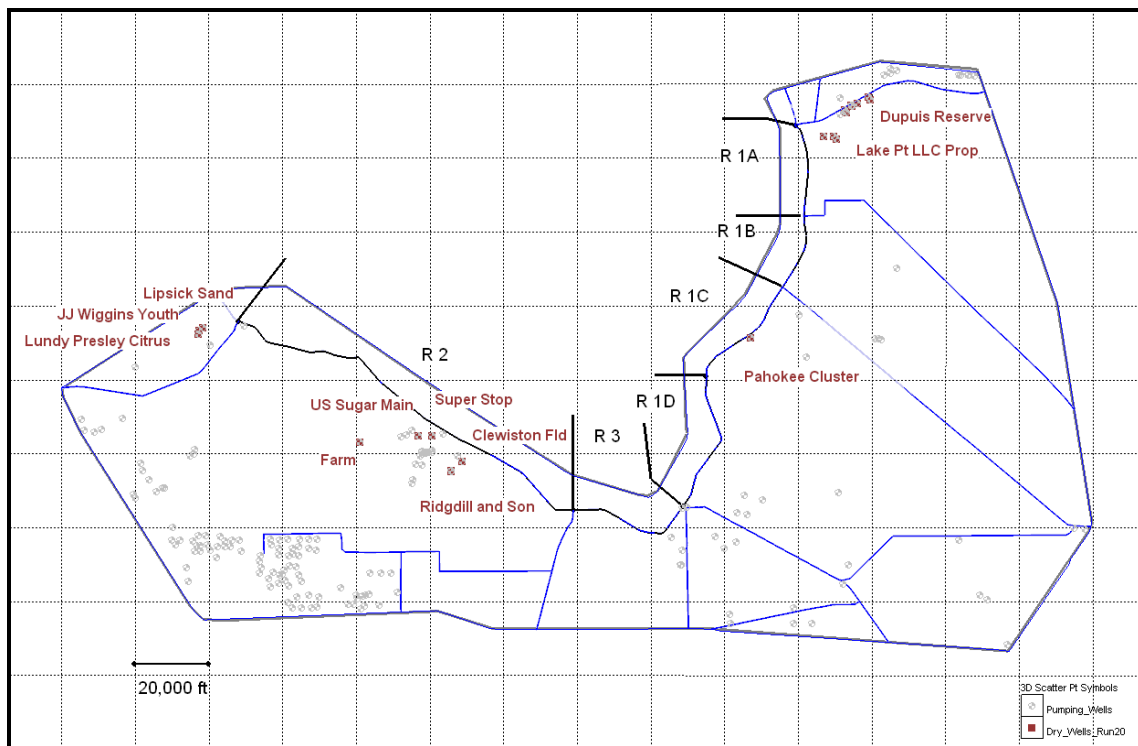 Dupuis Reserve
Lake Pt LLC Prop
R 1A
R 1B
Lipsick Sand
R 1C
JJ Wiggins Youth
Lundy Presley Citrus
R 2
Pahokee Cluster
US Sugar Main
Super Stop
R 1D
Clewiston Fld
R 3
Farm
Ridgdill and Son
20,000 ft
3D Scatter Pt Symbols
Pumping_Wells
Dry_Wells_Run20